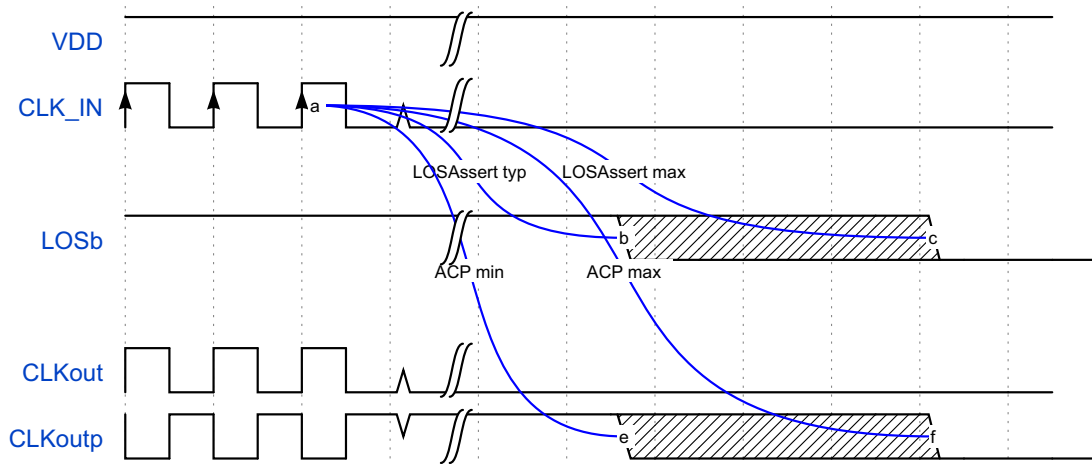 VDD
CLK_IN
a
LOSAssert typ
LOSAssert max
LOSb
b
c
ACP min
ACP max
CLKout
CLKoutp
e
f